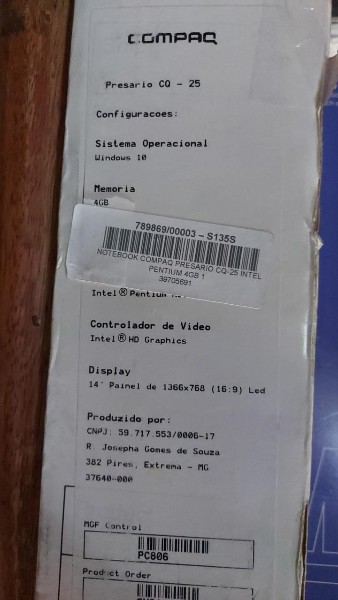 COMPAQ
Presario CQ - 25
Configuracoes:
Sistema Operacional
Windows 10
Memoria
4GB
789869/00003 - S135S
NOTEBOOK COMPAQ PRESARIO CQ-25 INTEL
PENTIUM 4GB 1
39705691
Intel® Pentium
Controlador de Video
Intel® HD Graphics
Display
14" Painel de 1366x768 (16:9) Led
Produzido por:
CNPJ: 59.717.553/0006-17
R. Josepha Gomes de Souza
382 Pires, Extrema - MG
37640-000
MGF Control
PC806
Product Order